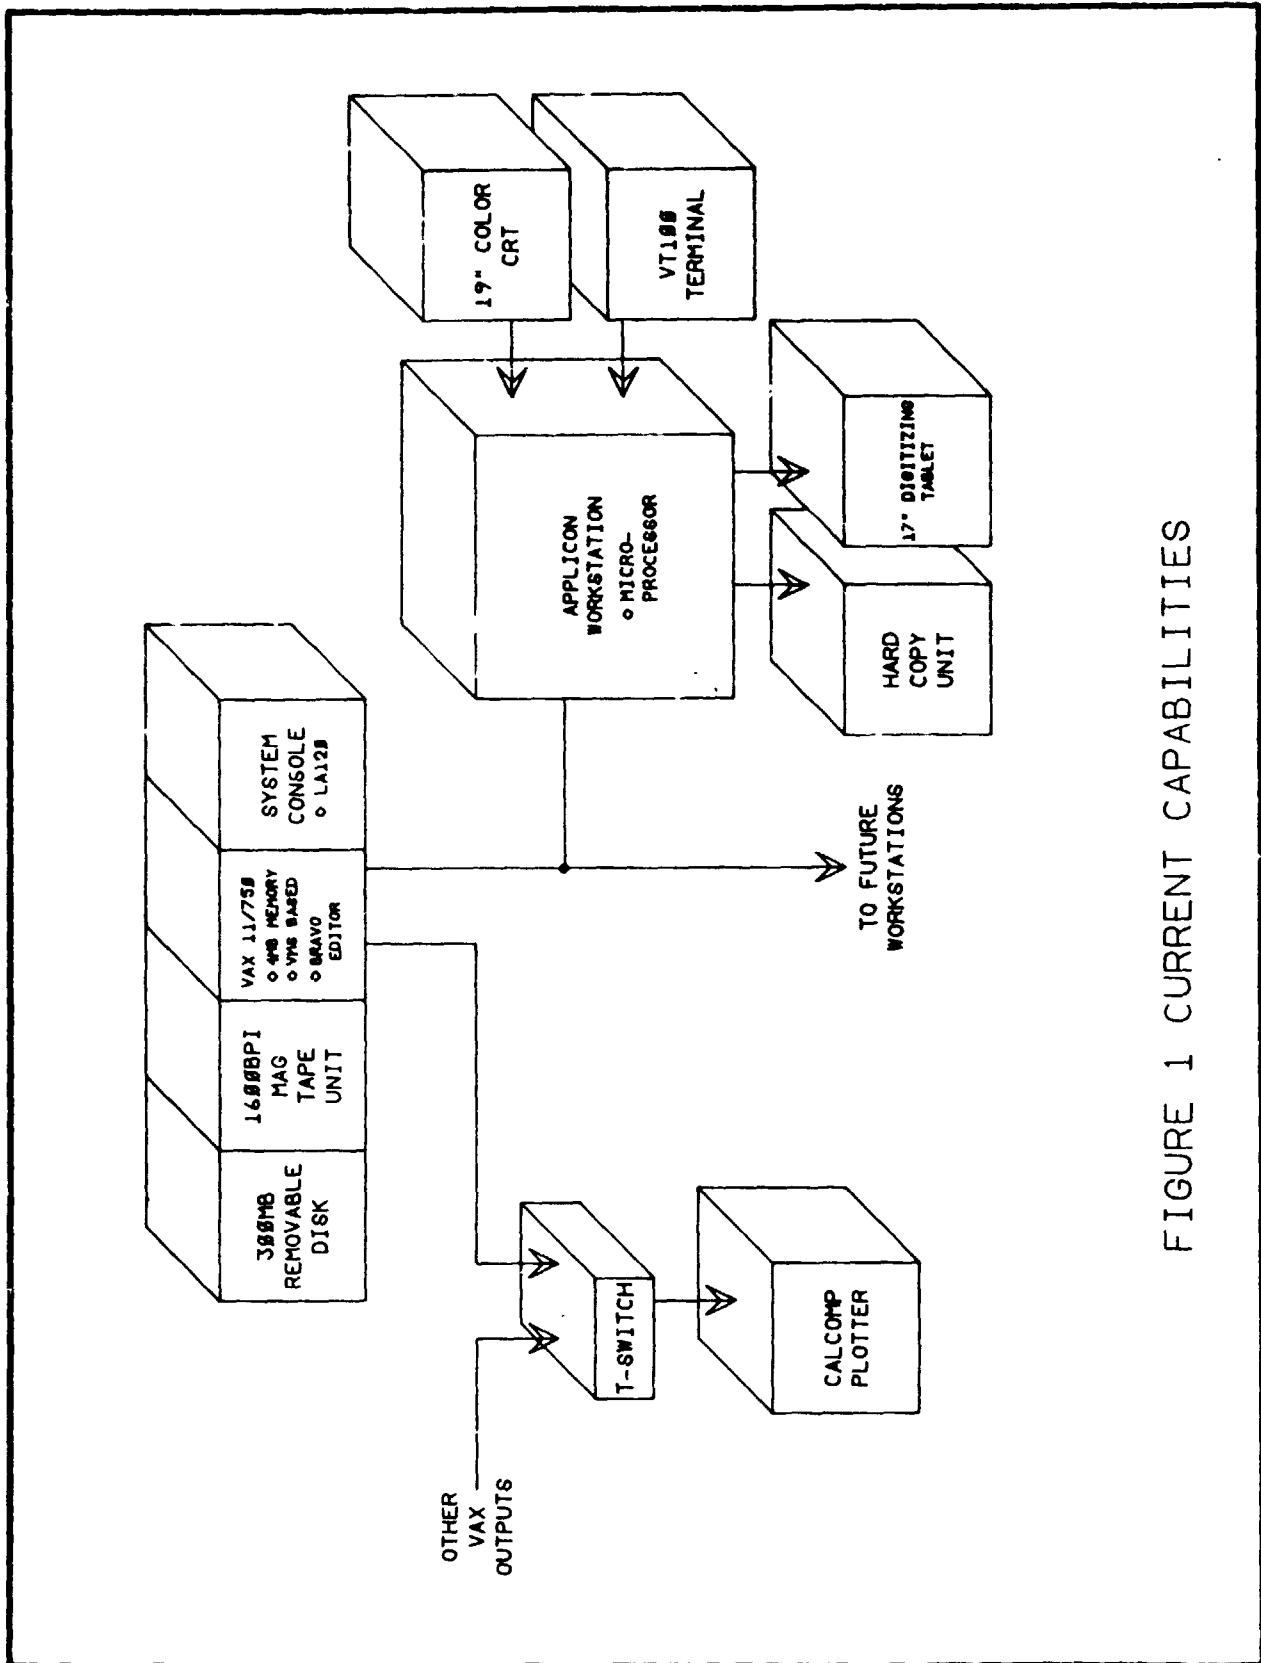 300MB
REMOVABLE
DISK
1600BPI
MAG
TAPE
UNIT
VAX 11/750
o 4MB MEMORY
o VMS BASED
o BRAVO
EDITOR
SYSTEM
CONSOLE
o LA120
OTHER
VAX
OUTPUTS
T-SWITCH
CALCOMP
PLOTTER
TO FUTURE
WORKSTATIONS
APPLICON
WORKSTATION
o MICRO-
PROCESSOR
19" COLOR
CRT
VT100
TERMINAL
HARD
COPY
UNIT
17" DIGITIZING
TABLET
FIGURE 1 CURRENT CAPABILITIES